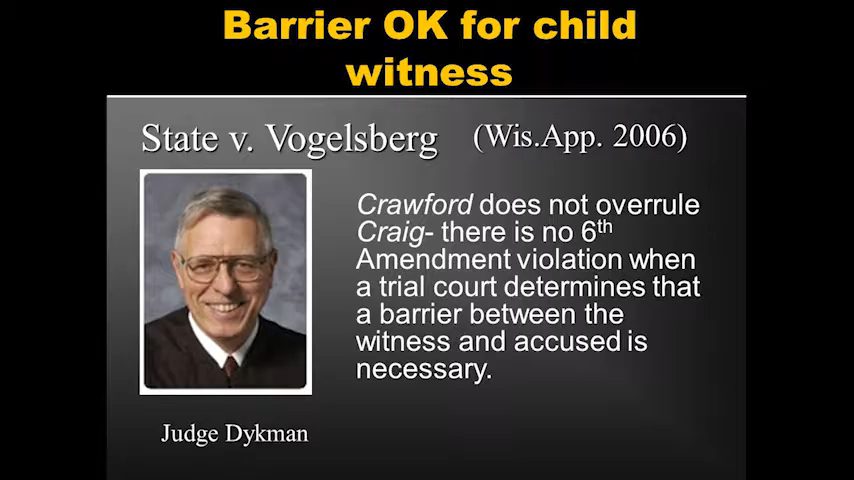 Barrier OK for child
witness
State v. Vogelsberg (Wis.App. 2006)
Crawford does not overrule
Craig- there is no 6th
Amendment violation when
a trial court determines that
a barrier between the
witness and accused is
necessary.
Judge Dykman